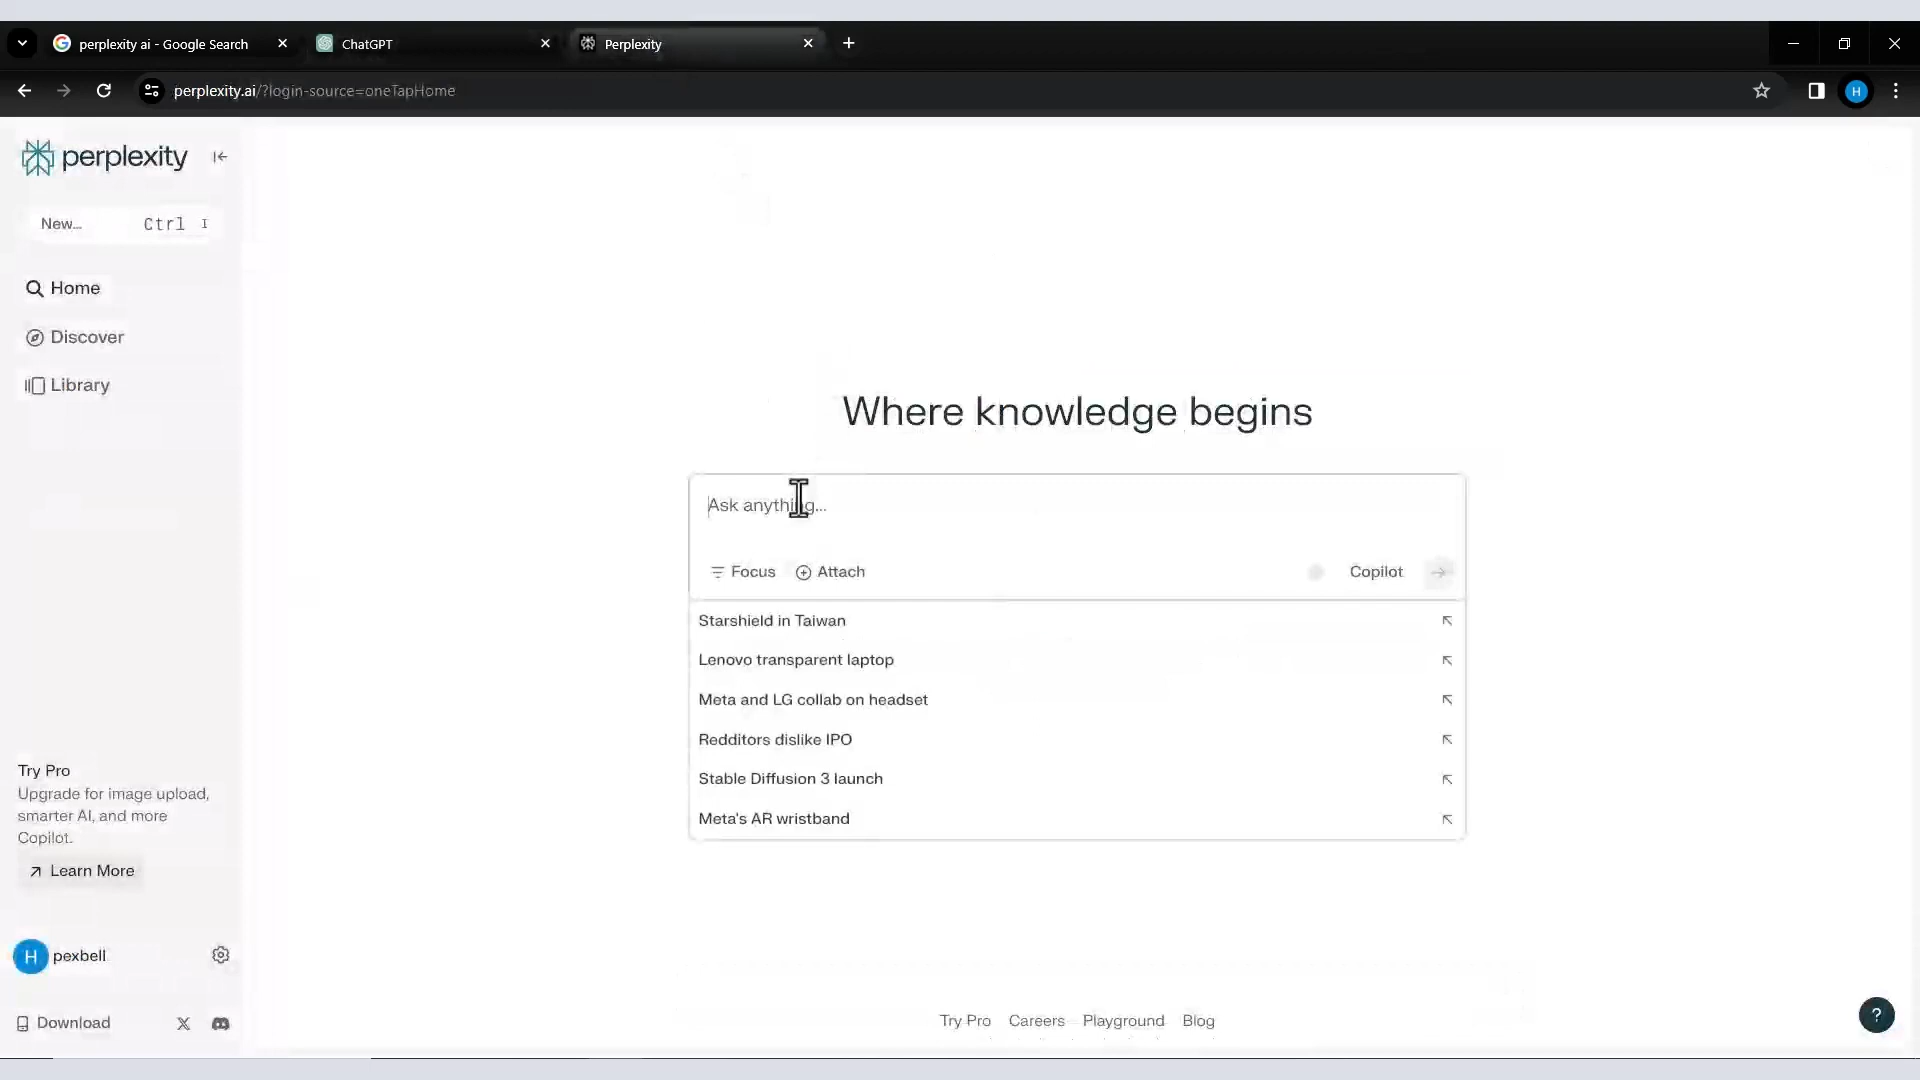 perplexity ai - Google Search
ChatGPT
Perplexity
perplexity.ai/?login-source=oneTapHome
H
perplexity
New... Ctrl I
Home
Discover
Library
Where knowledge begins
Ask anything...
Focus
Attach
Copilot
Starshield in Taiwan
Lenovo transparent laptop
Meta and LG collab on headset
Redditors dislike IPO
Stable Diffusion 3 launch
Meta's AR wristband
Try Pro
Upgrade for image upload,
smarter AI, and more
Copilot.
Learn More
H pexbell
Download
Try Pro Careers Playground Blog
?